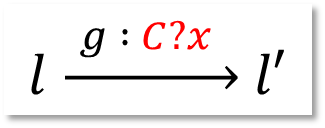 g : C?x
l ⟶ l′